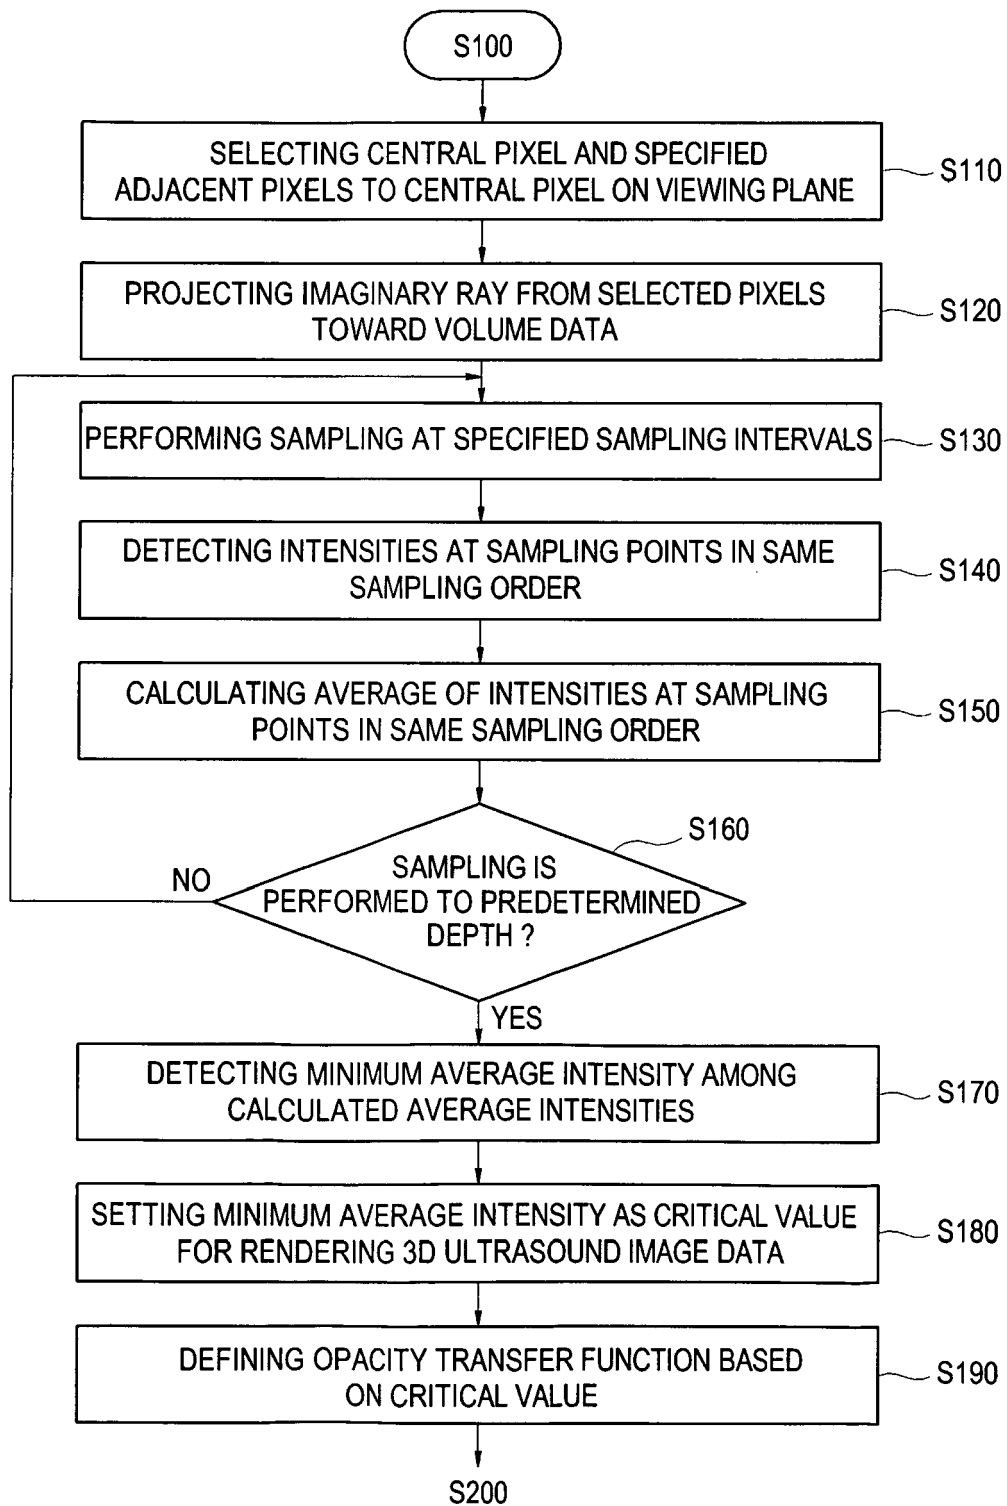 S100
SELECTING CENTRAL PIXEL AND SPECIFIED
ADJACENT PIXELS TO CENTRAL PIXEL ON VIEWING PLANE
S110
PROJECTING IMAGINARY RAY FROM SELECTED PIXELS
TOWARD VOLUME DATA
S120
PERFORMING SAMPLING AT SPECIFIED SAMPLING INTERVALS
S130
DETECTING INTENSITIES AT SAMPLING POINTS IN SAME
SAMPLING ORDER
S140
CALCULATING AVERAGE OF INTENSITIES AT SAMPLING
POINTS IN SAME SAMPLING ORDER
S150
S160
SAMPLING IS
PERFORMED TO PREDETERMINED
DEPTH ?
NO
YES
DETECTING MINIMUM AVERAGE INTENSITY AMONG
CALCULATED AVERAGE INTENSITIES
S170
SETTING MINIMUM AVERAGE INTENSITY AS CRITICAL VALUE
FOR RENDERING 3D ULTRASOUND IMAGE DATA
S180
DEFINING OPACITY TRANSFER FUNCTION BASED
ON CRITICAL VALUE
S190
S200